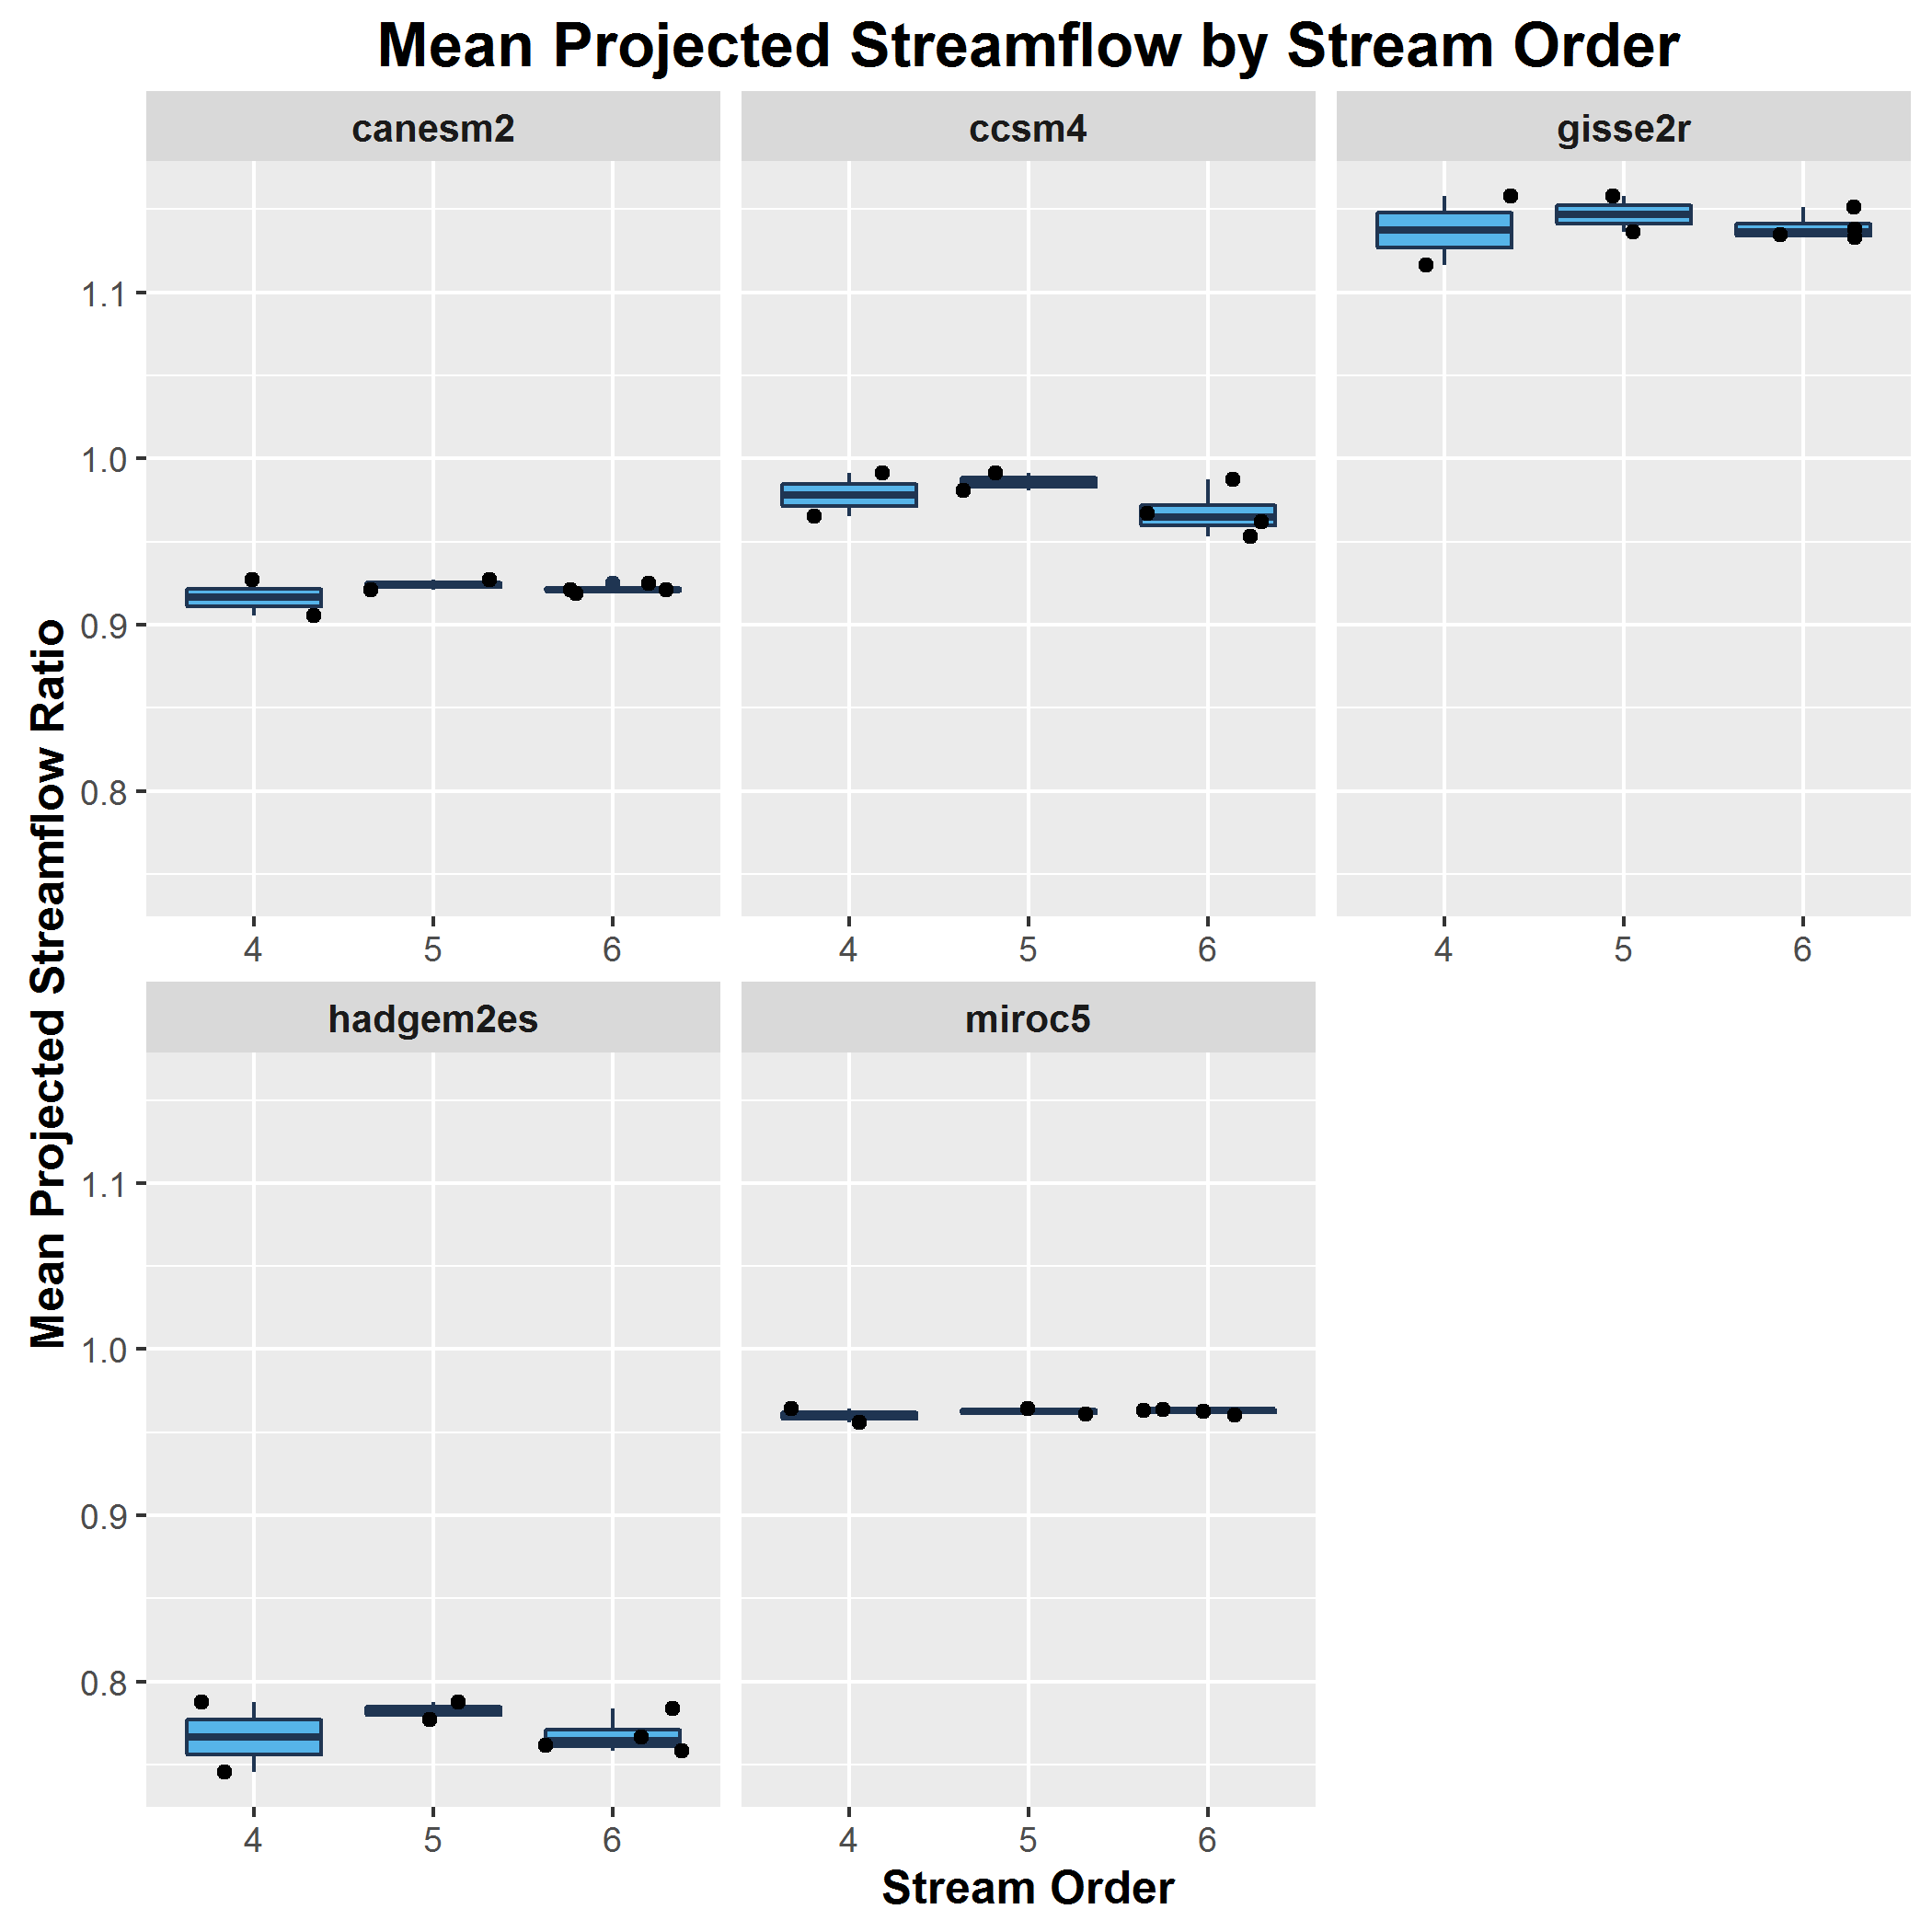 Mean Projected Streamflow by Stream Order
canesm2
ccsm4
gisse2r
1.1
1.0
0.9
0.8
4 5 6
4 5 6
4 5 6
hadgem2es
miroc5
1.1
1.0
0.9
0.8
4 5 6
4 5 6
Mean Projected Streamflow Ratio
Stream Order